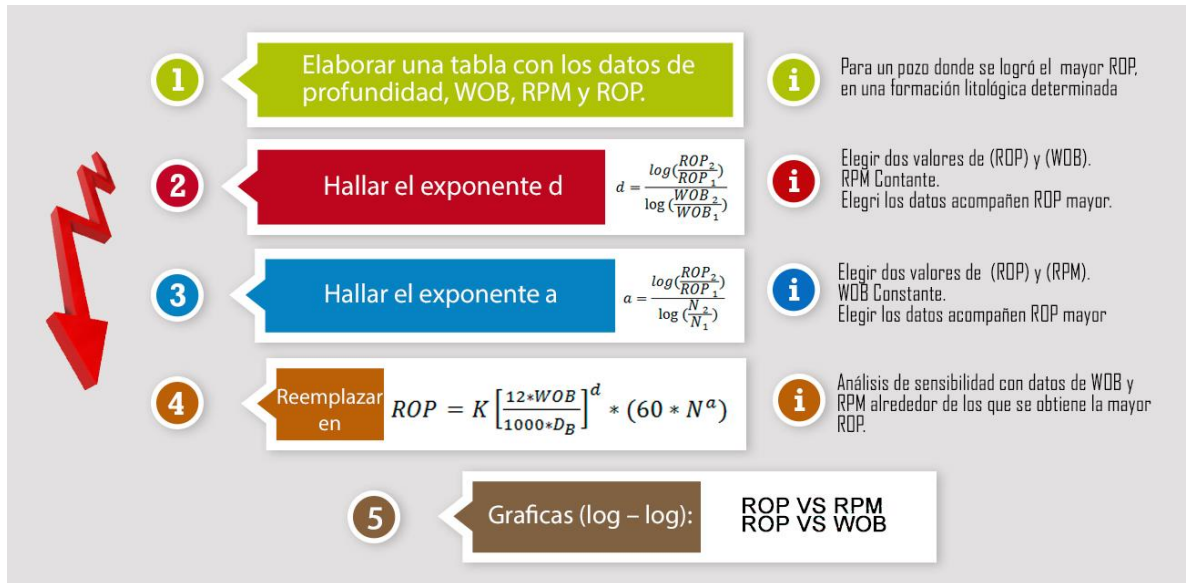 1
Elaborar una tabla con los datos de
profundidad, WOB, RPM y ROP.
i
Para un pozo donde se logró el mayor ROP,
en una formación litológica determinada
2
Hallar el exponente d
d = log(ROP₂/ROP₁) / log (WOB₂/WOB₁)
i
Elegir dos valores de (ROP) y (WOB).
RPM Contante.
Elegri los datos acompañen ROP mayor.
3
Hallar el exponente a
a = log(ROP₂/ROP₁) / log (N₂/N₁)
i
Elegir dos valores de (ROP) y (RPM).
WOB Constante.
Elegir los datos acompañen ROP mayor
4
Reemplazar
en
ROP = K [12*WOB / 1000*D_B]^d * (60 * N^a)
i
Análisis de sensibilidad con datos de WOB y
RPM alrededor de los que se obtiene la mayor
ROP.
5
Graficas (log – log):
ROP VS RPM
ROP VS WOB